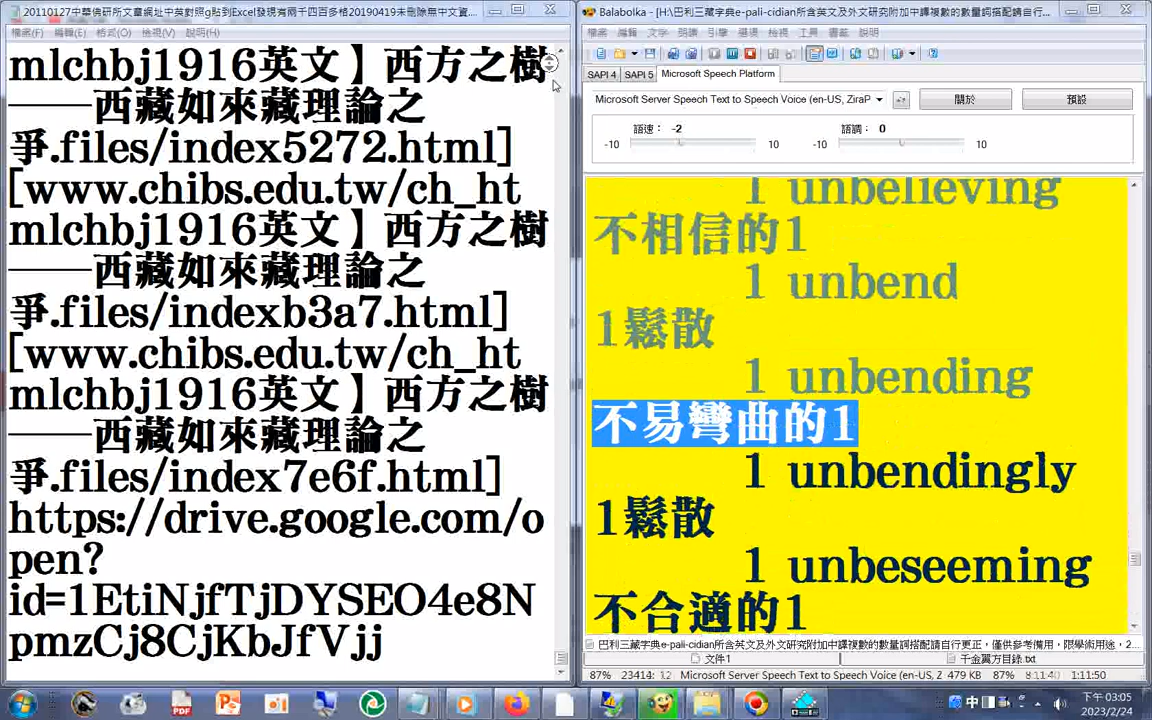 20110127中華佛研所文章網址中英對照g點到Excel發現有兩千四百多格20190419未刪除無中文資...
檔案(F) 編輯(E) 格式(O) 檢視(V) 說明(H)
mlchbj1916英文】西方之樹
——西藏如來藏理論之
爭.files/index5272.html]
[www.chibs.edu.tw/ch_ht
mlchbj1916英文】西方之樹
——西藏如來藏理論之
爭.files/indexb3a7.html]
[www.chibs.edu.tw/ch_ht
mlchbj1916英文】西方之樹
——西藏如來藏理論之
爭.files/index7e6f.html]
https://drive.google.com/o
pen?
id=1EtiNjfTjDYSEO4e8N
pmzCj8CjKbJfVjj
Balabolka - [H:\巴利三藏字典e-pali-cidian所含英文及外文研究附加中譯複數的數量詞搭配請自行更正...
檔案 編輯 文字 朗讀 引擎 選項 檢視 工具 書籤 說明
SAPI 4 SAPI 5 Microsoft Speech Platform
Microsoft Server Speech Text to Speech Voice (en-US, ZiraP
關於
預設
語速： -2
語調： 0
-10 10 -10 10
1 unbelieving
不相信的1
1 unbend
1鬆散
1 unbending
不易彎曲的1
1 unbendingly
1鬆散
1 unbeseeming
不合適的1
巴利三藏字典e-pali-cidian所含英文及外文研究附加中譯複數的數量詞搭配請自行更正，僅供參考備用，限學術用途，2...
文件1
千金翼方目錄.txt
87% 23414: 12 Microsoft Server Speech Text to Speech Voice (en-US, Z 87% 479 KB 8:11:40 1:11:50
下午 03:05
2023/2/24